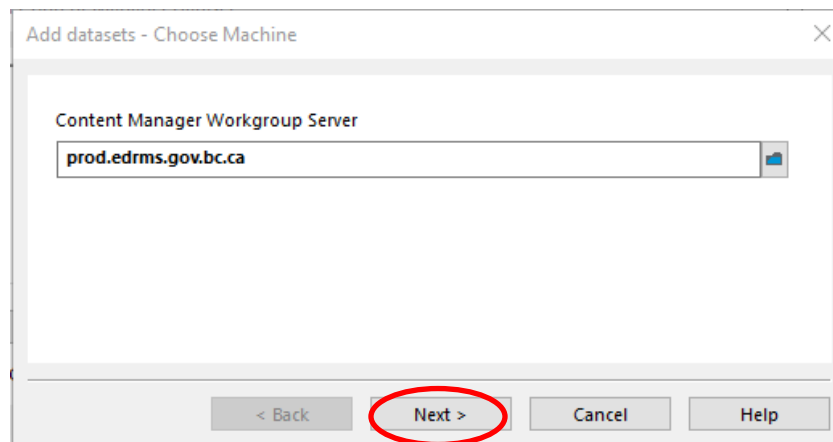 Add datasets - Choose Machine
Content Manager Workgroup Server
prod.edrms.gov.bc.ca
< Back Next > Cancel Help